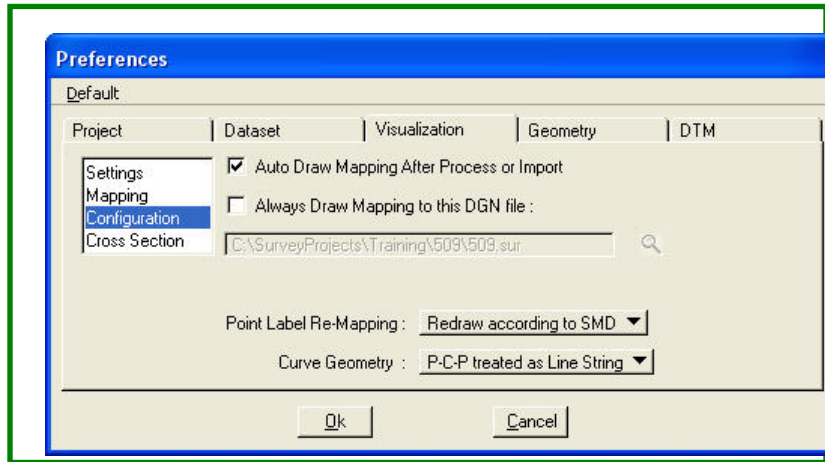 Preferences
Default
Project Dataset Visualization Geometry DTM
Settings
Mapping
Configuration
Cross Section
Auto Draw Mapping After Process or Import
Always Draw Mapping to this DGN file :
C:\SurveyProjects\Training\509\509.sur
Point Label Re-Mapping : Redraw according to SMD
Curve Geometry : P-C-P treated as Line String
Ok Cancel